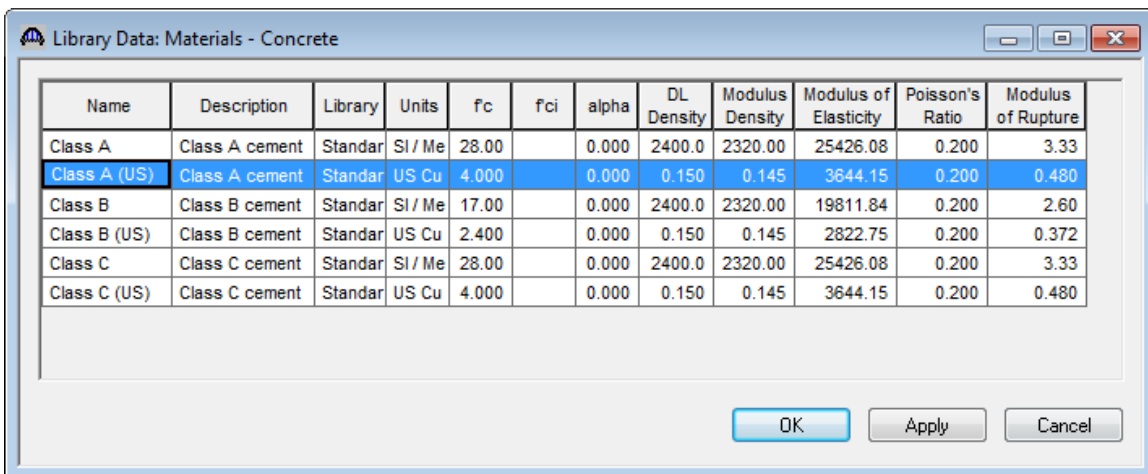 Library Data: Materials - Concrete
Name Description Library Units f'c f'ci alpha DL Density Modulus Density Modulus of Elasticity Poisson's Ratio Modulus of Rupture
Class A Class A cement Standar SI / Me 28.00 0.000 2400.0 2320.00 25426.08 0.200 3.33
Class A (US) Class A cement Standar US Cu 4.000 0.000 0.150 0.145 3644.15 0.200 0.480
Class B Class B cement Standar SI / Me 17.00 0.000 2400.0 2320.00 19811.84 0.200 2.60
Class B (US) Class B cement Standar US Cu 2.400 0.000 0.150 0.145 2822.75 0.200 0.372
Class C Class C cement Standar SI / Me 28.00 0.000 2400.0 2320.00 25426.08 0.200 3.33
Class C (US) Class C cement Standar US Cu 4.000 0.000 0.150 0.145 3644.15 0.200 0.480
OK Apply Cancel